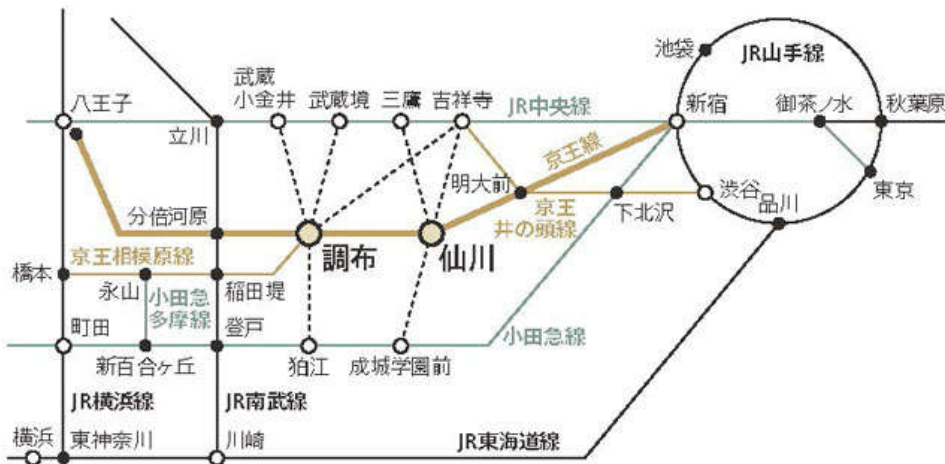 池袋
JR山手線
八王子
武蔵
小金井
武蔵境
三鷹
吉祥寺
JR中央線
新宿
御茶ノ水
秋葉原
立川
京王線
明大前
渋谷
東京
分倍河原
京王
井の頭線
下北沢
品川
調布
仙川
京王相模原線
橋本
永山
小田急
多摩線
稲田堤
町田
登戸
小田急線
新百合ヶ丘
狛江
成城学園前
JR横浜線
JR南武線
横浜
東神奈川
川崎
JR東海道線